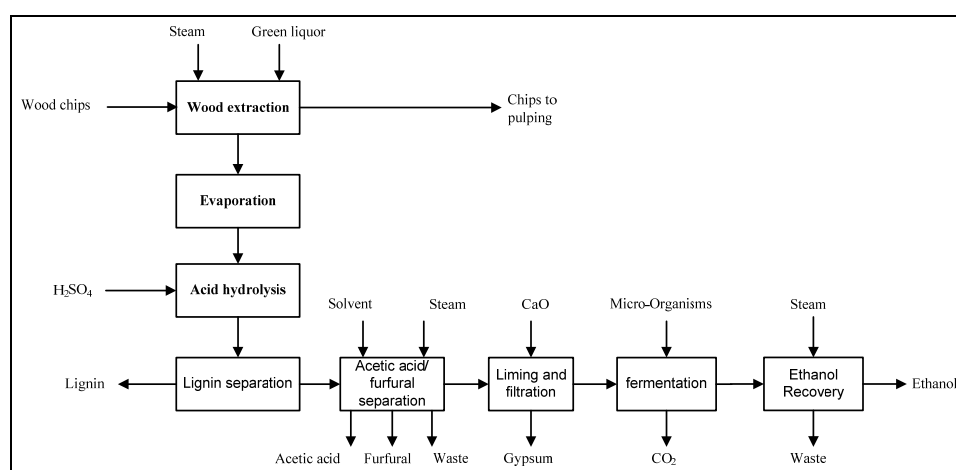 Steam Green liquor
Wood chips
Wood extraction
Chips to
pulping
Evaporation
H₂SO₄
Acid hydrolysis
Solvent Steam CaO Micro-Organisms Steam
Lignin
Lignin separation
Acetic acid/
furfural
separation
Liming and
filtration
fermentation
Ethanol
Recovery
Ethanol
Acetic acid Furfural Waste Gypsum CO₂ Waste